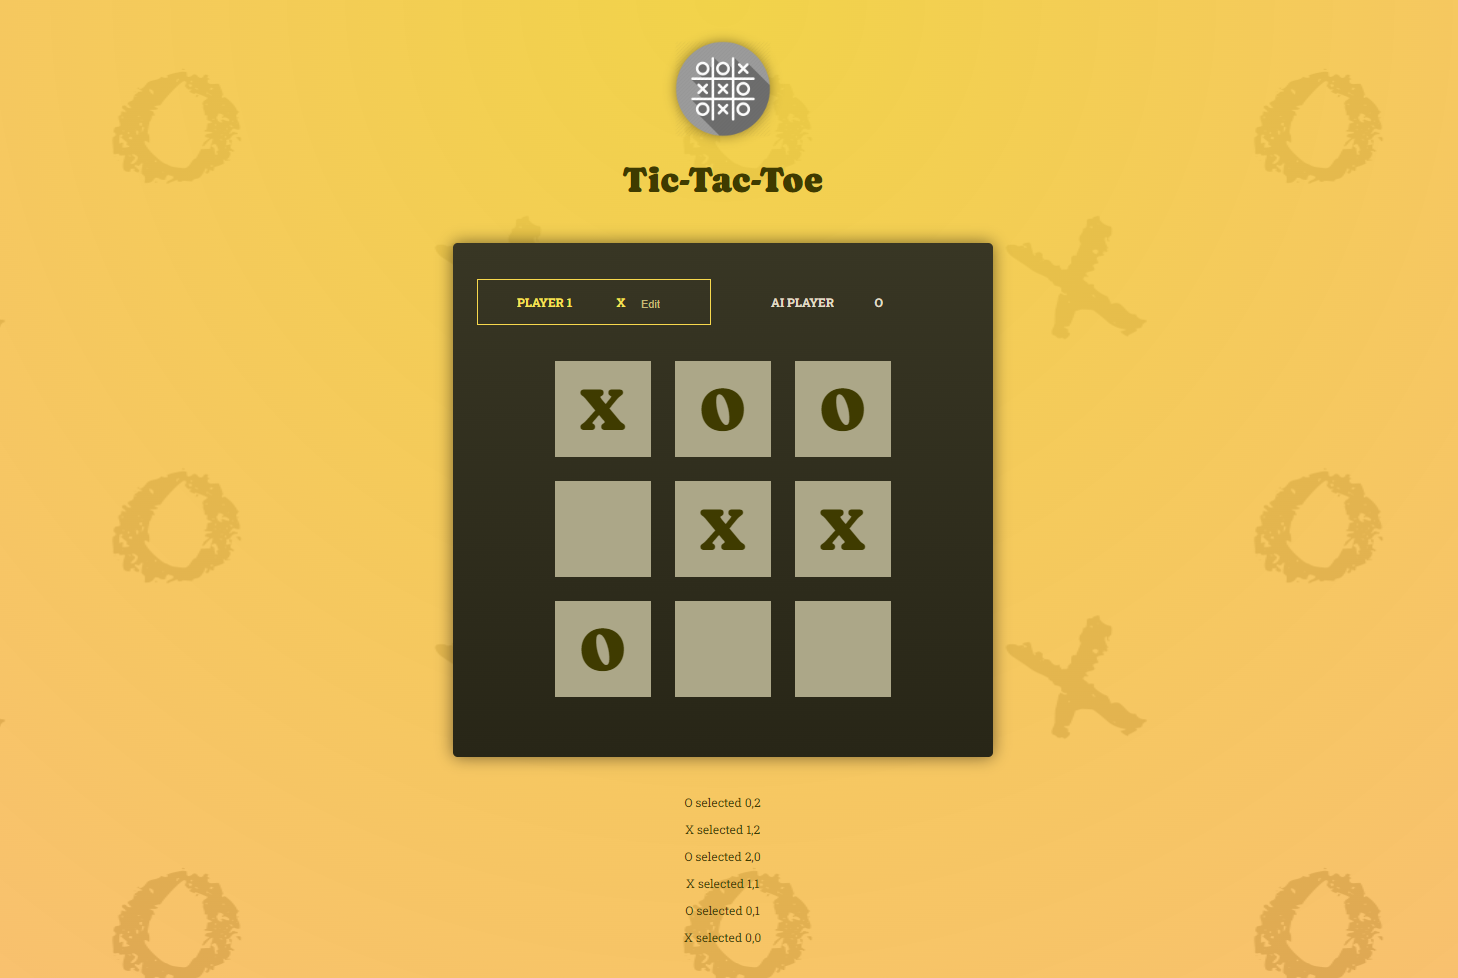 Tic-Tac-Toe
PLAYER 1 X Edit AI PLAYER O
X O O
X X
O
O selected 0,2
X selected 1,2
O selected 2,0
X selected 1,1
O selected 0,1
X selected 0,0